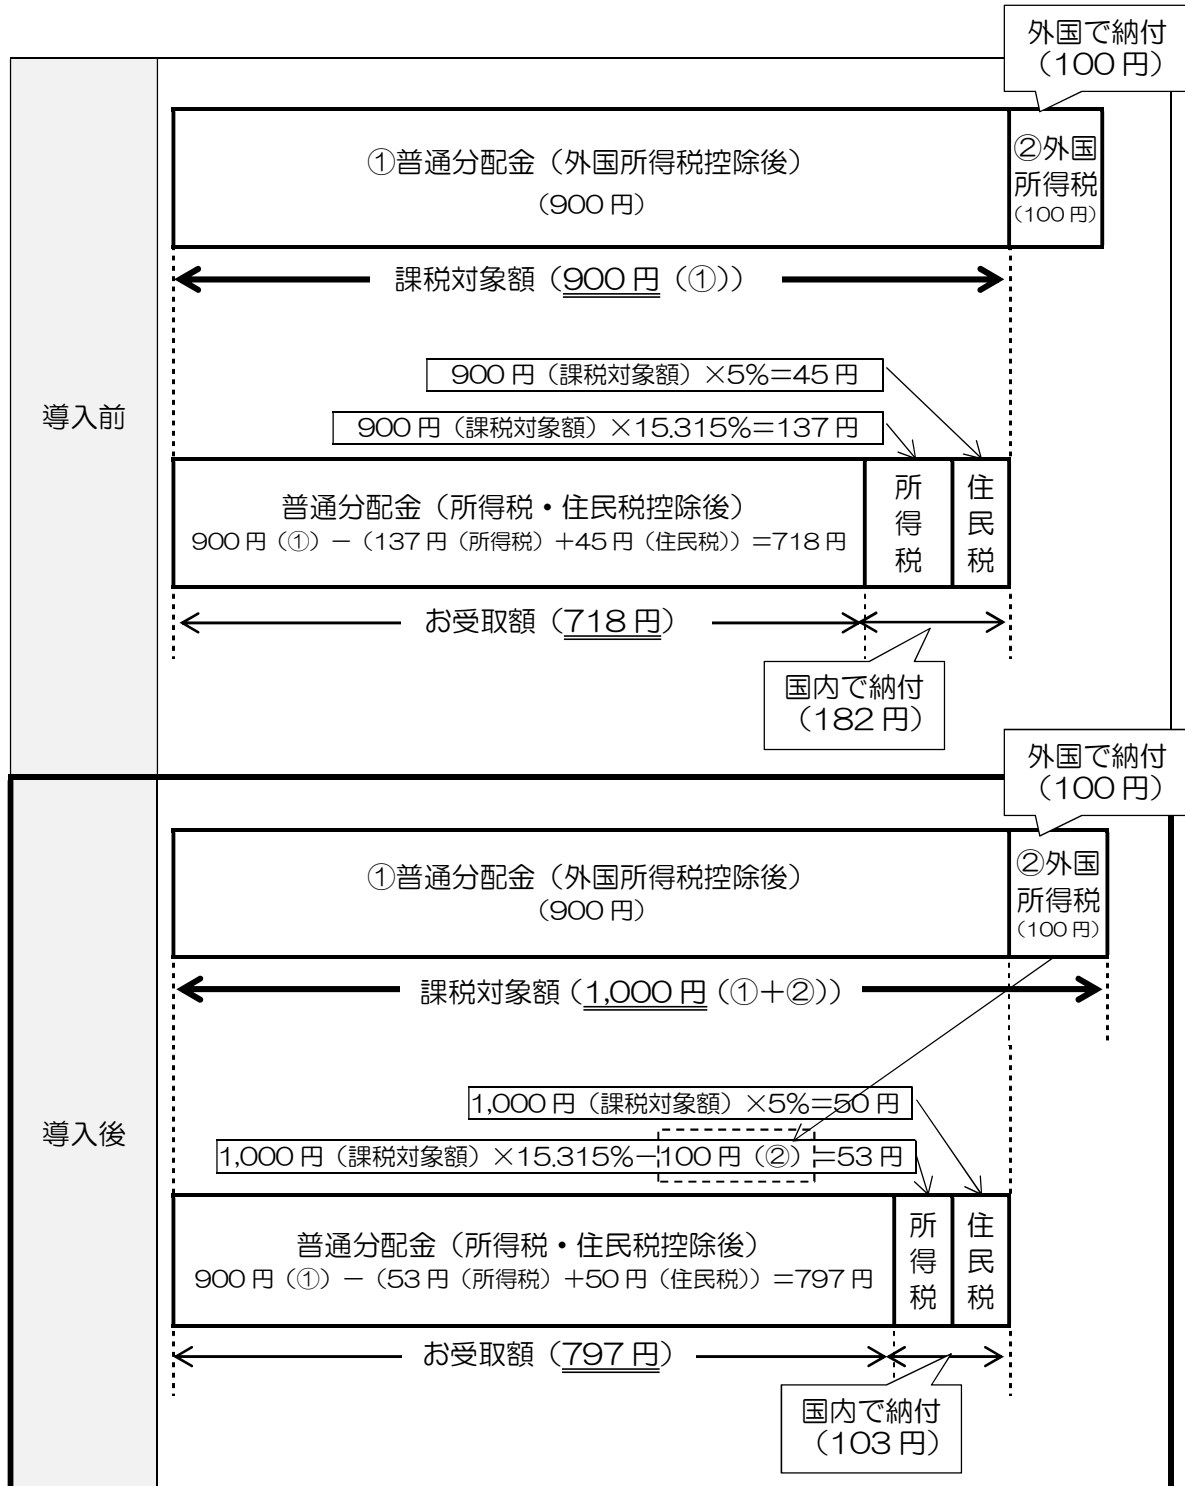 外国で納付
（100円）
①普通分配金（外国所得税控除後）
（900円）
②外国
所得税
（100円）
課税対象額（900円（①））
900円（課税対象額）×5%＝45円
導入前
900円（課税対象額）×15.315%＝137円
普通分配金（所得税・住民税控除後）
900円（①）－（137円（所得税）＋45円（住民税））＝718円
所得税
住民税
お受取額（718円）
国内で納付
（182円）
外国で納付
（100円）
①普通分配金（外国所得税控除後）
（900円）
②外国
所得税
（100円）
課税対象額（1,000円（①＋②））
1,000円（課税対象額）×5%＝50円
導入後
1,000円（課税対象額）×15.315%－100円（②）＝53円
普通分配金（所得税・住民税控除後）
900円（①）－（53円（所得税）＋50円（住民税））＝797円
所得税
住民税
お受取額（797円）
国内で納付
（103円）